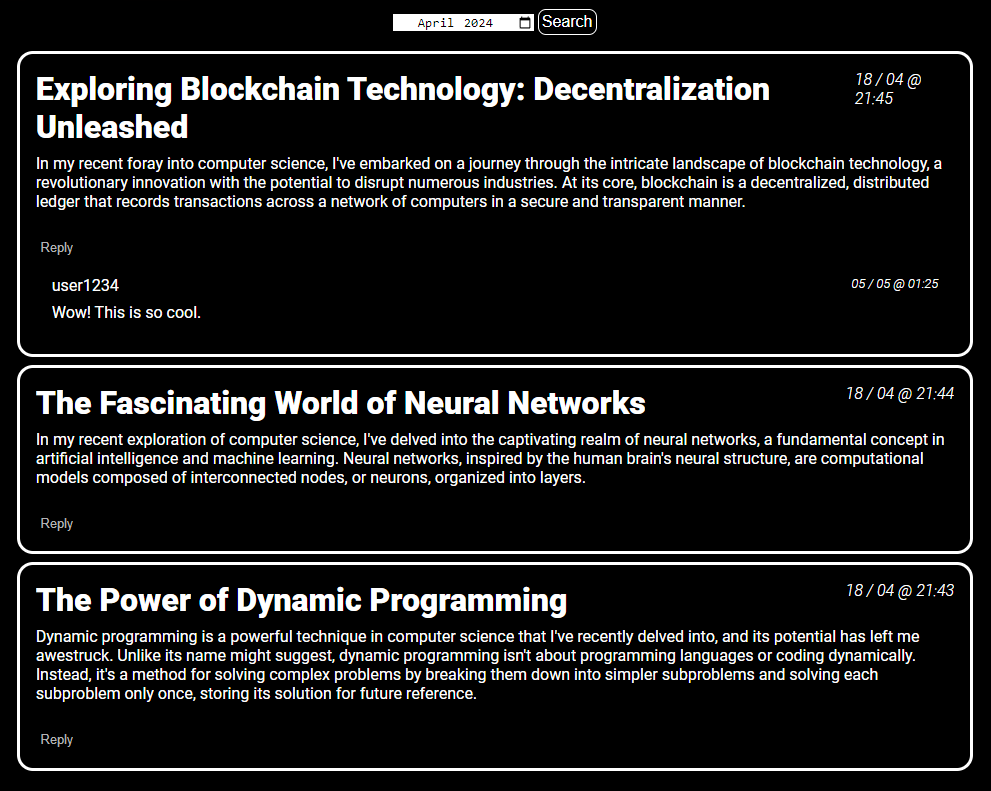 April 2024 Search
Exploring Blockchain Technology: Decentralization
Unleashed
18 / 04 @
21:45
In my recent foray into computer science, I've embarked on a journey through the intricate landscape of blockchain technology, a
revolutionary innovation with the potential to disrupt numerous industries. At its core, blockchain is a decentralized, distributed
ledger that records transactions across a network of computers in a secure and transparent manner.
Reply
user1234 05 / 05 @ 01:25
Wow! This is so cool.
The Fascinating World of Neural Networks 18 / 04 @ 21:44
In my recent exploration of computer science, I've delved into the captivating realm of neural networks, a fundamental concept in
artificial intelligence and machine learning. Neural networks, inspired by the human brain's neural structure, are computational
models composed of interconnected nodes, or neurons, organized into layers.
Reply
The Power of Dynamic Programming 18 / 04 @ 21:43
Dynamic programming is a powerful technique in computer science that I've recently delved into, and its potential has left me
awestruck. Unlike its name might suggest, dynamic programming isn't about programming languages or coding dynamically.
Instead, it's a method for solving complex problems by breaking them down into simpler subproblems and solving each
subproblem only once, storing its solution for future reference.
Reply